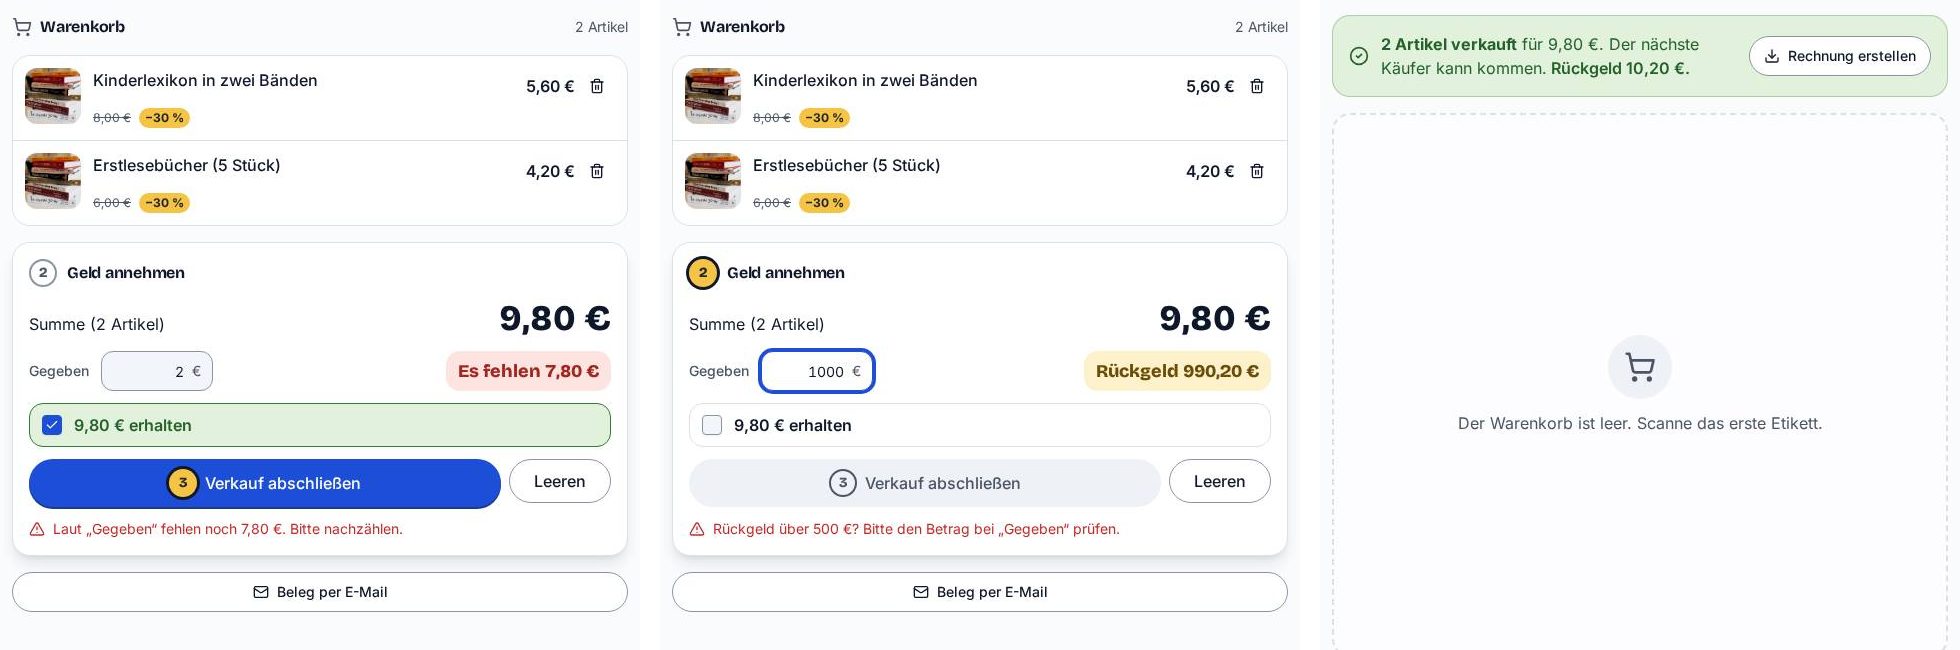 Warenkorb 2 Artikel
Kinderlexikon in zwei Bänden 5,60 €
8,00 € −30 %
Erstlesebücher (5 Stück) 4,20 €
6,00 € −30 %
2 Geld annehmen
Summe (2 Artikel) 9,80 €
Gegeben 2 € Es fehlen 7,80 €
9,80 € erhalten
3 Verkauf abschließen Leeren
Laut „Gegeben“ fehlen noch 7,80 €. Bitte nachzählen.
Beleg per E-Mail
Warenkorb 2 Artikel
Kinderlexikon in zwei Bänden 5,60 €
8,00 € −30 %
Erstlesebücher (5 Stück) 4,20 €
6,00 € −30 %
2 Geld annehmen
Summe (2 Artikel) 9,80 €
Gegeben 1000 € Rückgeld 990,20 €
9,80 € erhalten
3 Verkauf abschließen Leeren
Rückgeld über 500 €? Bitte den Betrag bei „Gegeben“ prüfen.
Beleg per E-Mail
2 Artikel verkauft für 9,80 €. Der nächste
Käufer kann kommen. Rückgeld 10,20 €.
Rechnung erstellen
Der Warenkorb ist leer. Scanne das erste Etikett.